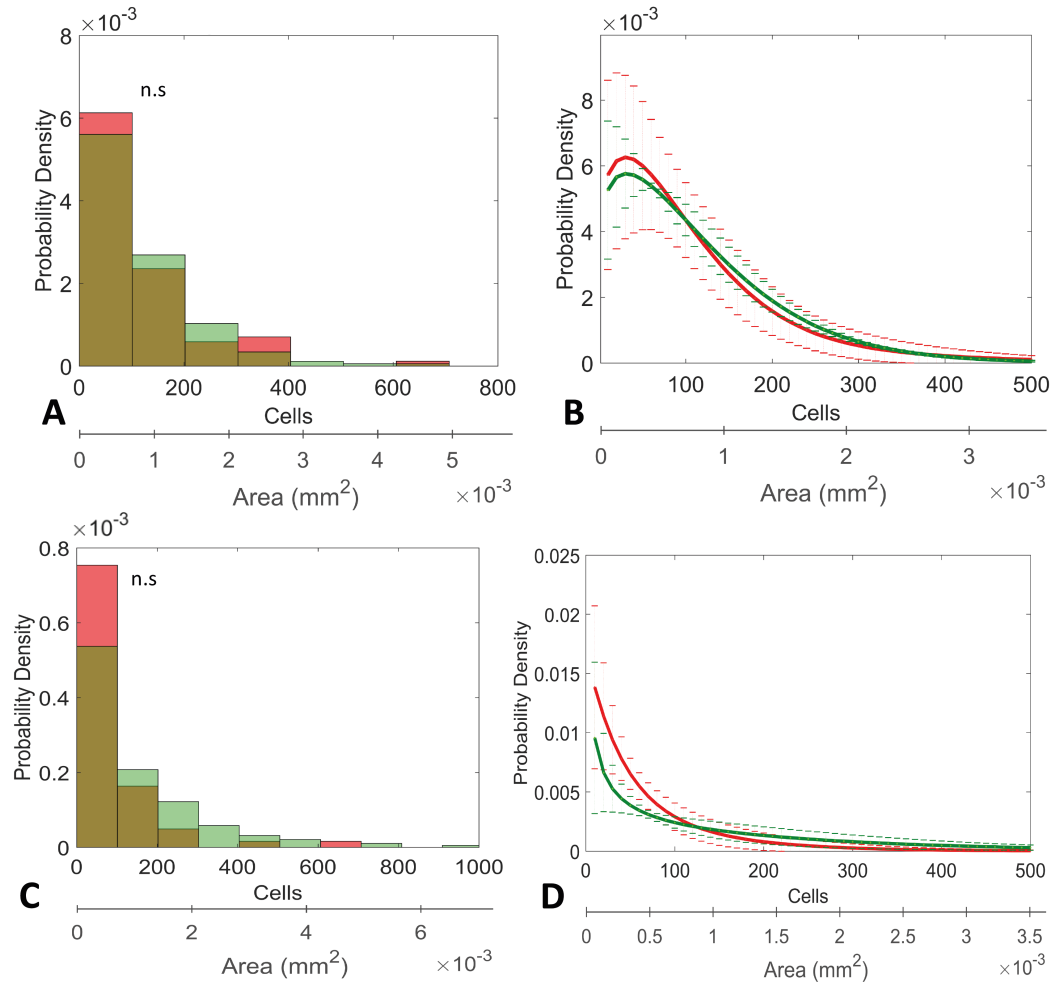 ×10⁻³
8
6
4
2
0
Probability Density
n.s
0 200 400 600 800
Cells
A
0 1 2 3 4 5
Area (mm²) ×10⁻³
×10⁻³
8
6
4
2
0
Probability Density
100 200 300 400 500
Cells
B
0 1 2 3
Area (mm²) ×10⁻³
×10⁻³
0.8
0.6
0.4
0.2
0
Probability Density
n.s
0 200 400 600 800 1000
Cells
C
0 2 4 6
Area (mm²) ×10⁻³
0.025
0.02
0.015
0.01
0.005
0
Probability Density
0 100 200 300 400 500
Cells
D
0 0.5 1 1.5 2 2.5 3 3.5
Area (mm²) ×10⁻³